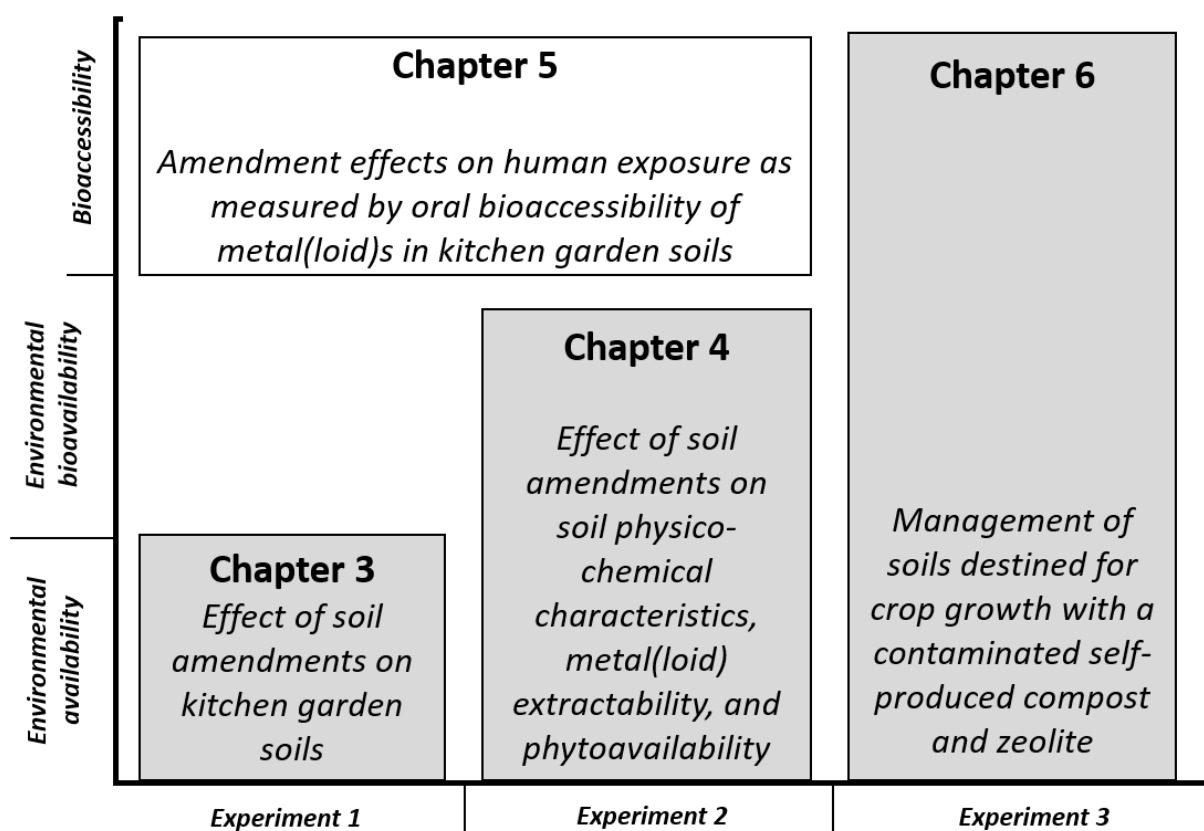 Bioaccessibility
Environmental
bioavailability
Environmental
availability
Chapter 5
Amendment effects on human exposure as
measured by oral bioaccessibility of
metal(loid)s in kitchen garden soils
Chapter 6
Management of
soils destined for
crop growth with a
contaminated self-
produced compost
and zeolite
Chapter 4
Effect of soil
amendments on
soil physico-
chemical
characteristics,
metal(loid)
extractability, and
phytoavailability
Chapter 3
Effect of soil
amendments on
kitchen garden
soils
Experiment 1
Experiment 2
Experiment 3